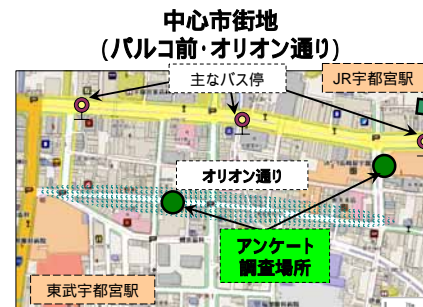 中心市街地
(パルコ前・オリオン通り)
主なバス停
JR宇都宮駅
オリオン通り
アンケート
調査場所
東武宇都宮駅